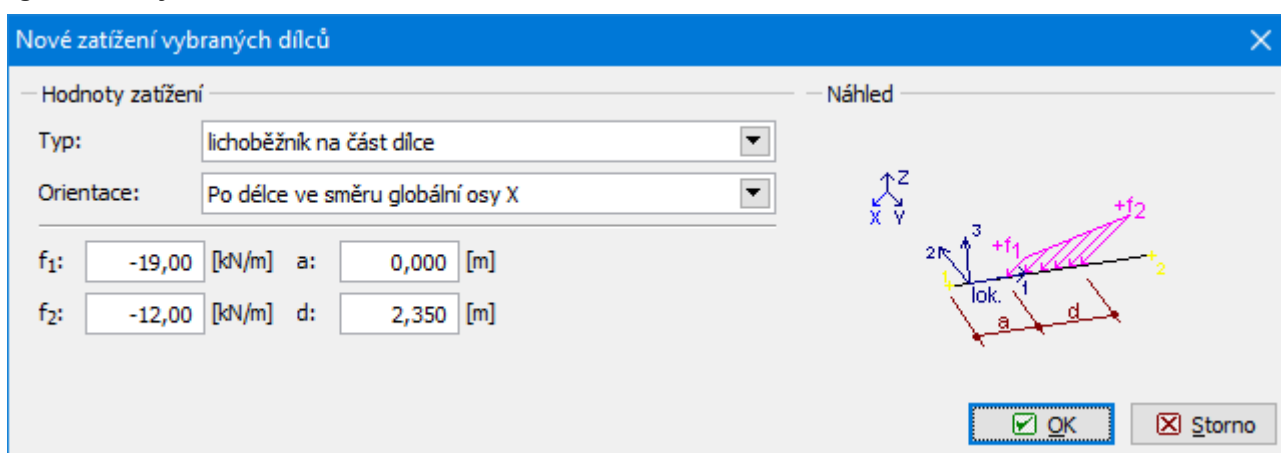 Nové zatížení vybraných dílců
Hodnoty zatížení
Typ: lichoběžník na část dílce
Orientace: Po délce ve směru globální osy X
f1: -19,00 [kN/m] a: 0,000 [m]
f2: -12,00 [kN/m] d: 2,350 [m]
Náhled
Z
X Y
+f2
3
+f1
2
2
1
lok. 1
a d
OK Storno